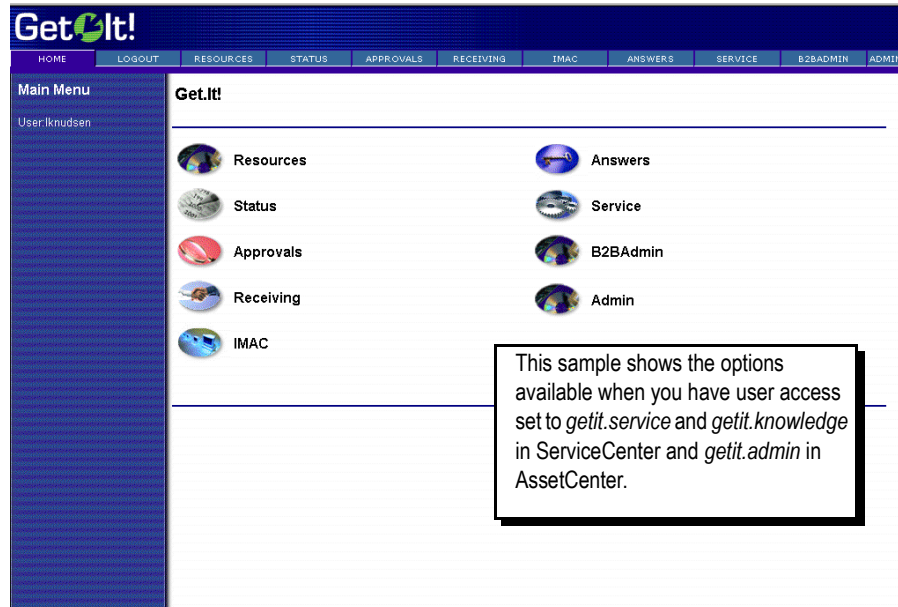 Get It!
HOME LOGOUT RESOURCES STATUS APPROVALS RECEIVING IMAC ANSWERS SERVICE B2BADMIN ADMIN
Main Menu
User:lknudsen
Get.It!
Resources
Answers
Status
Service
Approvals
B2BAdmin
Receiving
Admin
IMAC
This sample shows the options
available when you have user access
set to getit.service and getit.knowledge
in ServiceCenter and getit.admin in
AssetCenter.